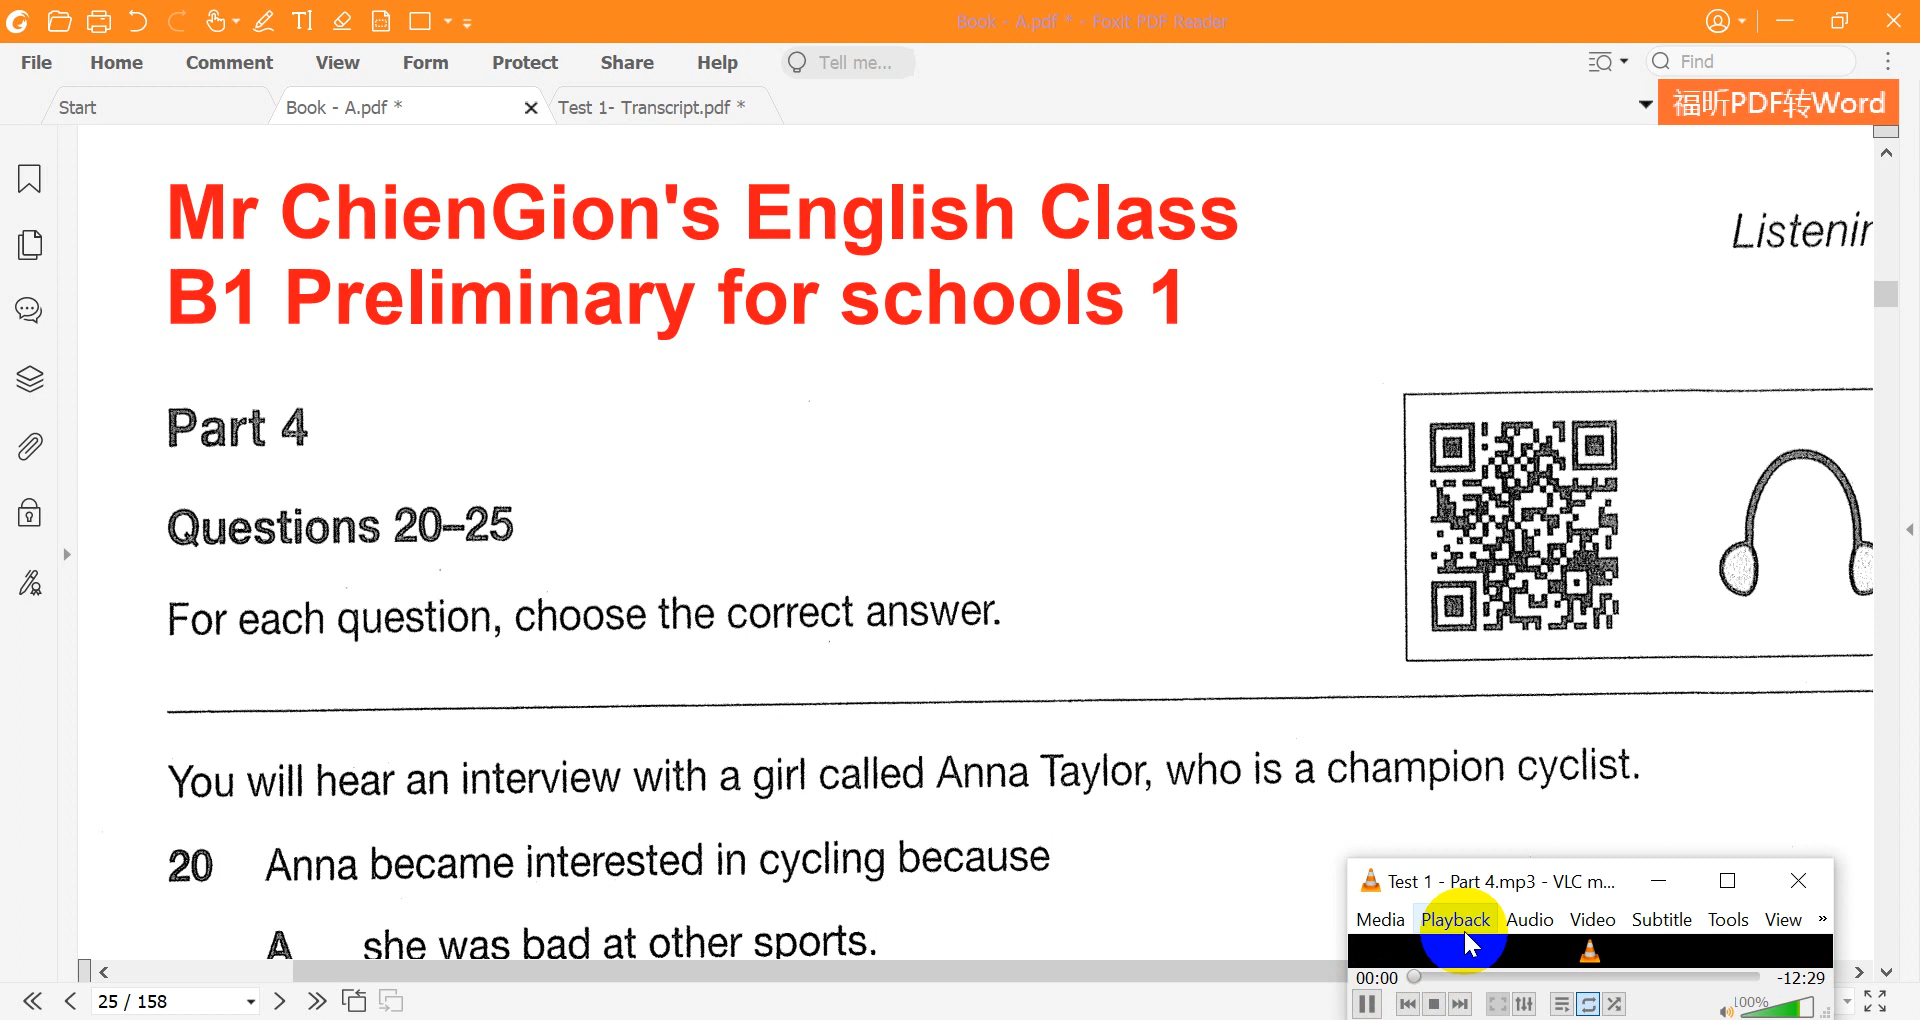 Book - A.pdf * - Foxit PDF Reader
File Home Comment View Form Protect Share Help Tell me... Find
Start Book - A.pdf * Test 1- Transcript.pdf * 福昕PDF转Word
Mr ChienGion's English Class
B1 Preliminary for schools 1
Part 4
Questions 20–25
For each question, choose the correct answer.
You will hear an interview with a girl called Anna Taylor, who is a champion cyclist.
20 Anna became interested in cycling because
A she was bad at other sports.
Test 1 - Part 4.mp3 - VLC m...
Media Playback Audio Video Subtitle Tools View »
00:00 -12:29
25 / 158
100%